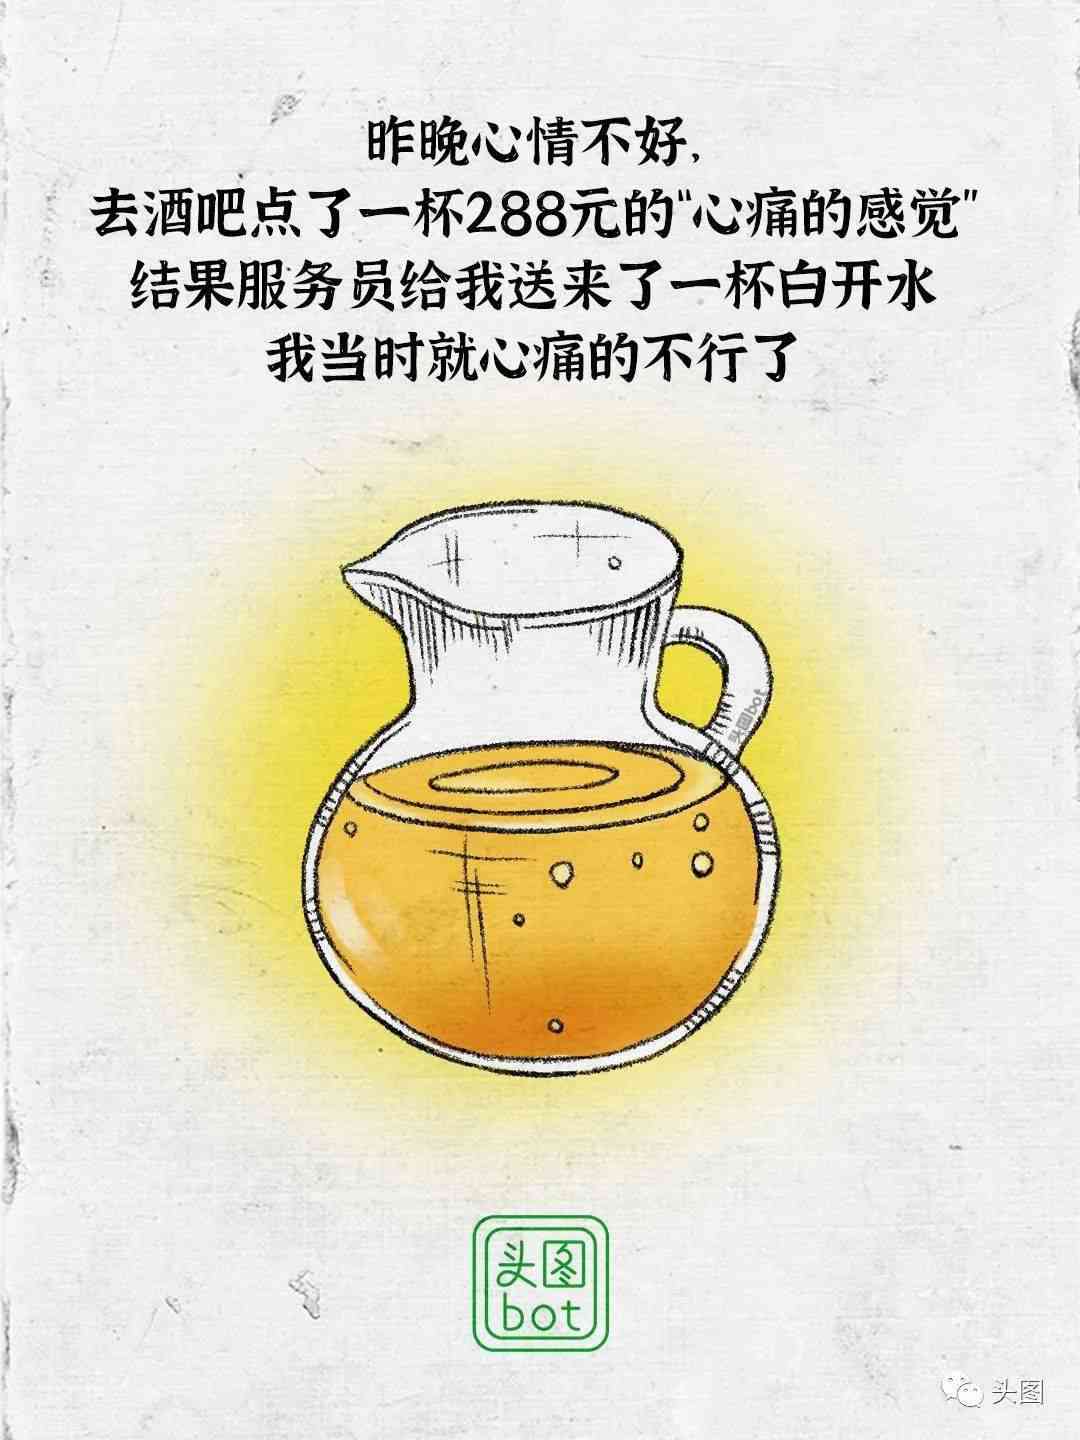 昨晚心情不好,
去酒吧点了一杯288元的“心痛的感觉”
结果服务员给我送来了一杯白开水
我当时就心痛的不行了
头图bot
头图
bot
头图